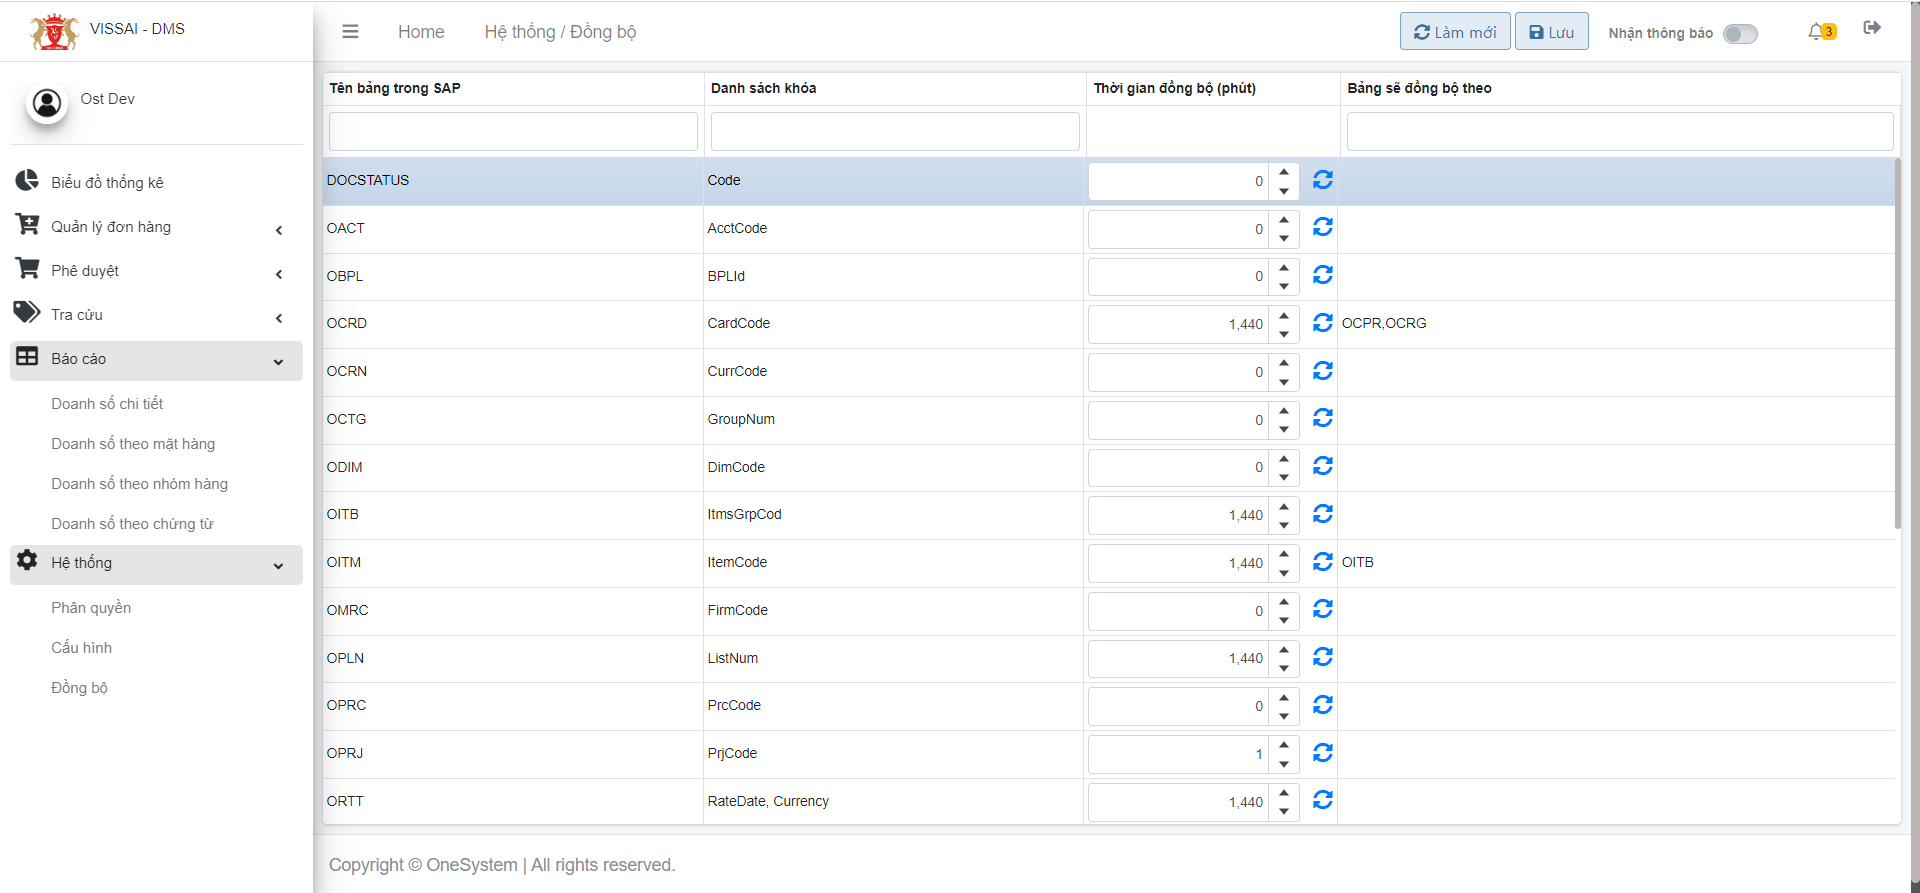 VISSAI - DMS
Home
Hệ thống / Đồng bộ
Làm mới
Lưu
Nhận thông báo
3
Ost Dev
Biểu đồ thống kê
Quản lý đơn hàng
Phê duyệt
Tra cứu
Báo cáo
Doanh số chi tiết
Doanh số theo mặt hàng
Doanh số theo nhóm hàng
Doanh số theo chứng từ
Hệ thống
Phân quyền
Cấu hình
Đồng bộ
Tên bảng trong SAP Danh sách khóa Thời gian đồng bộ (phút) Bảng sẽ đồng bộ theo
DOCSTATUS Code 0
OACT AcctCode 0
OBPL BPLId 0
OCRD CardCode 1,440 OCPR,OCRG
OCRN CurrCode 0
OCTG GroupNum 0
ODIM DimCode 0
OITB ItmsGrpCod 1,440
OITM ItemCode 1,440 OITB
OMRC FirmCode 0
OPLN ListNum 1,440
OPRC PrcCode 0
OPRJ PrjCode 1
ORTT RateDate, Currency 1,440
Copyright © OneSystem | All rights reserved.